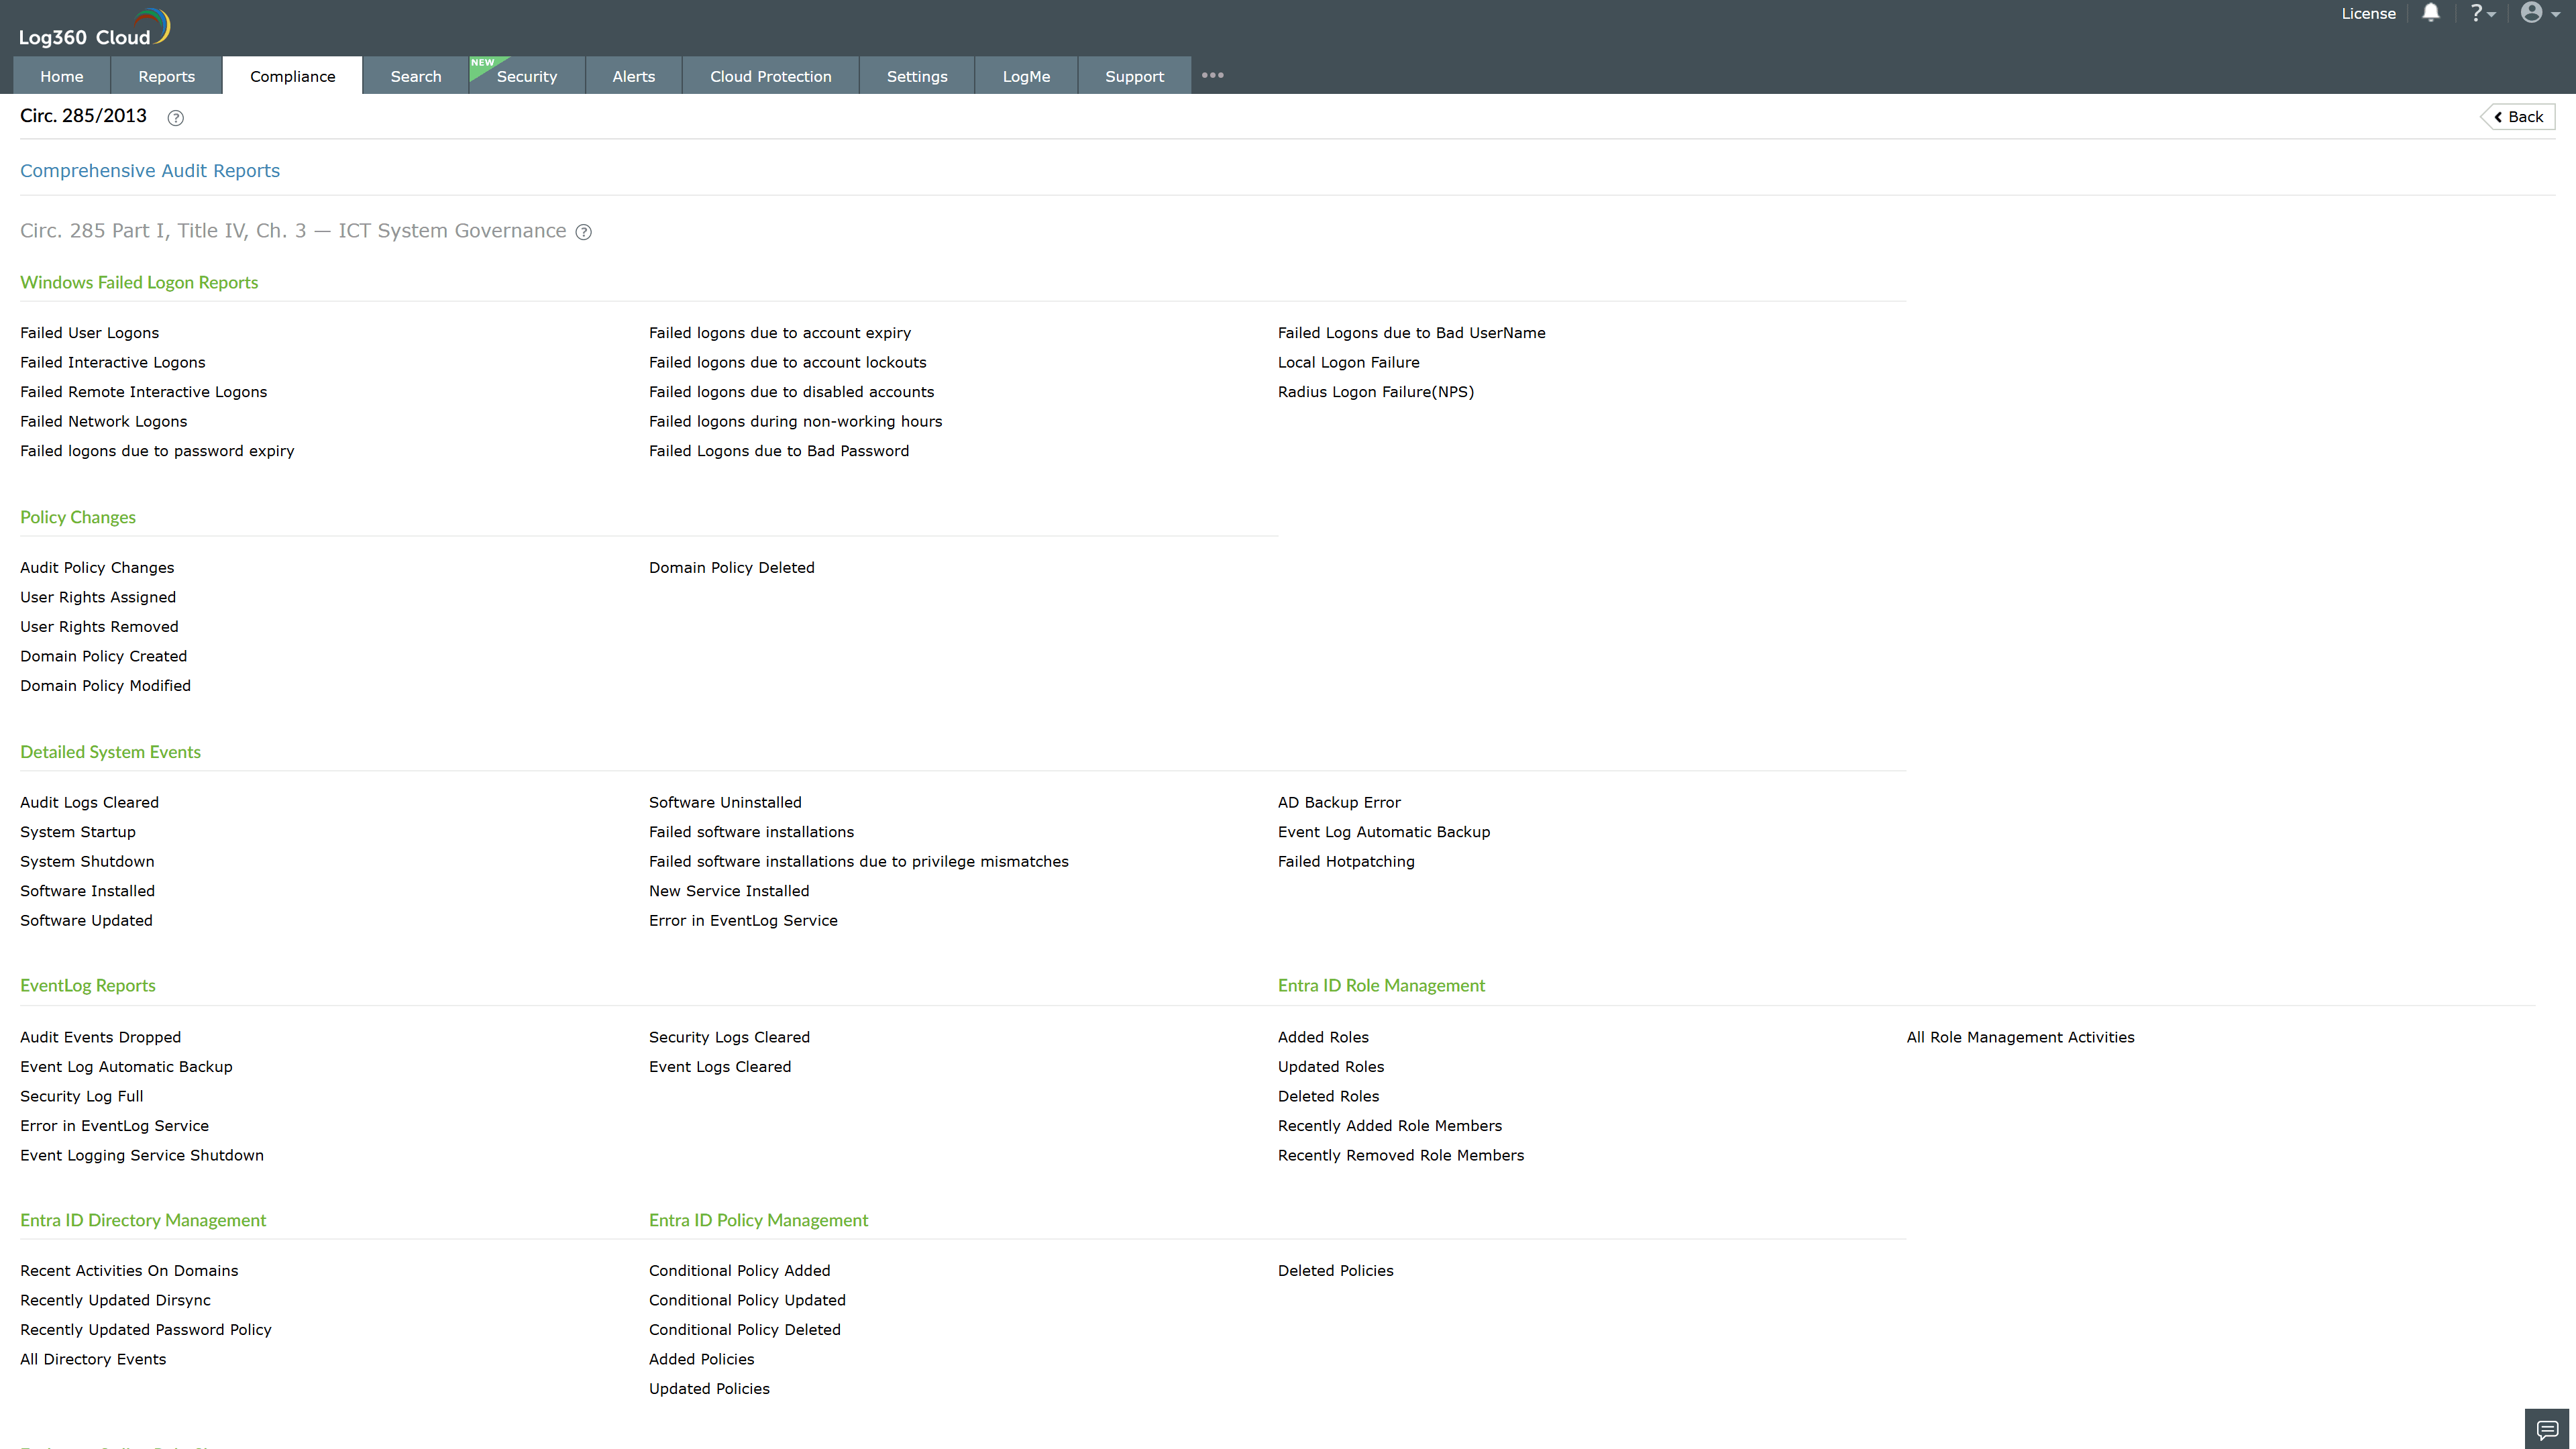 Log360 Cloud
License
?
Home
Reports
Compliance
Search
NEW
Security
Alerts
Cloud Protection
Settings
LogMe
Support
Circ. 285/2013
?
Back
Comprehensive Audit Reports
Circ. 285 Part I, Title IV, Ch. 3 — ICT System Governance
?
Windows Failed Logon Reports
Failed User Logons
Failed Interactive Logons
Failed Remote Interactive Logons
Failed Network Logons
Failed logons due to password expiry
Failed logons due to account expiry
Failed logons due to account lockouts
Failed logons due to disabled accounts
Failed logons during non-working hours
Failed Logons due to Bad Password
Failed Logons due to Bad UserName
Local Logon Failure
Radius Logon Failure(NPS)
Policy Changes
Audit Policy Changes
User Rights Assigned
User Rights Removed
Domain Policy Created
Domain Policy Modified
Domain Policy Deleted
Detailed System Events
Audit Logs Cleared
System Startup
System Shutdown
Software Installed
Software Updated
Software Uninstalled
Failed software installations
Failed software installations due to privilege mismatches
New Service Installed
Error in EventLog Service
AD Backup Error
Event Log Automatic Backup
Failed Hotpatching
EventLog Reports
Audit Events Dropped
Event Log Automatic Backup
Security Log Full
Error in EventLog Service
Event Logging Service Shutdown
Security Logs Cleared
Event Logs Cleared
Entra ID Role Management
Added Roles
Updated Roles
Deleted Roles
Recently Added Role Members
Recently Removed Role Members
All Role Management Activities
Entra ID Directory Management
Recent Activities On Domains
Recently Updated Dirsync
Recently Updated Password Policy
All Directory Events
Entra ID Policy Management
Conditional Policy Added
Conditional Policy Updated
Conditional Policy Deleted
Added Policies
Updated Policies
Deleted Policies